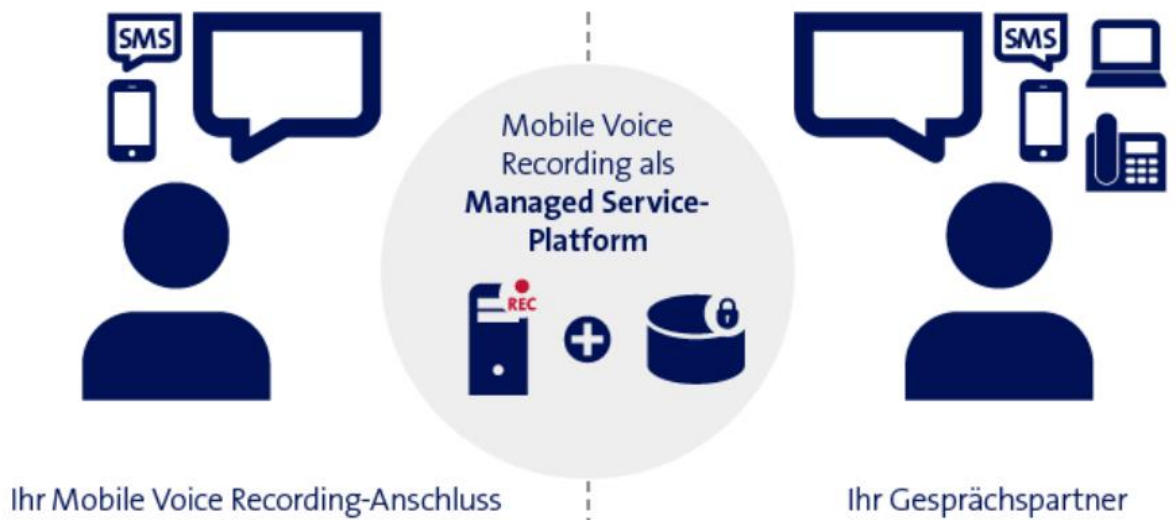 SMS
SMS
Mobile Voice
Recording als
Managed Service-
Platform
REC
Ihr Mobile Voice Recording-Anschluss
Ihr Gesprächspartner